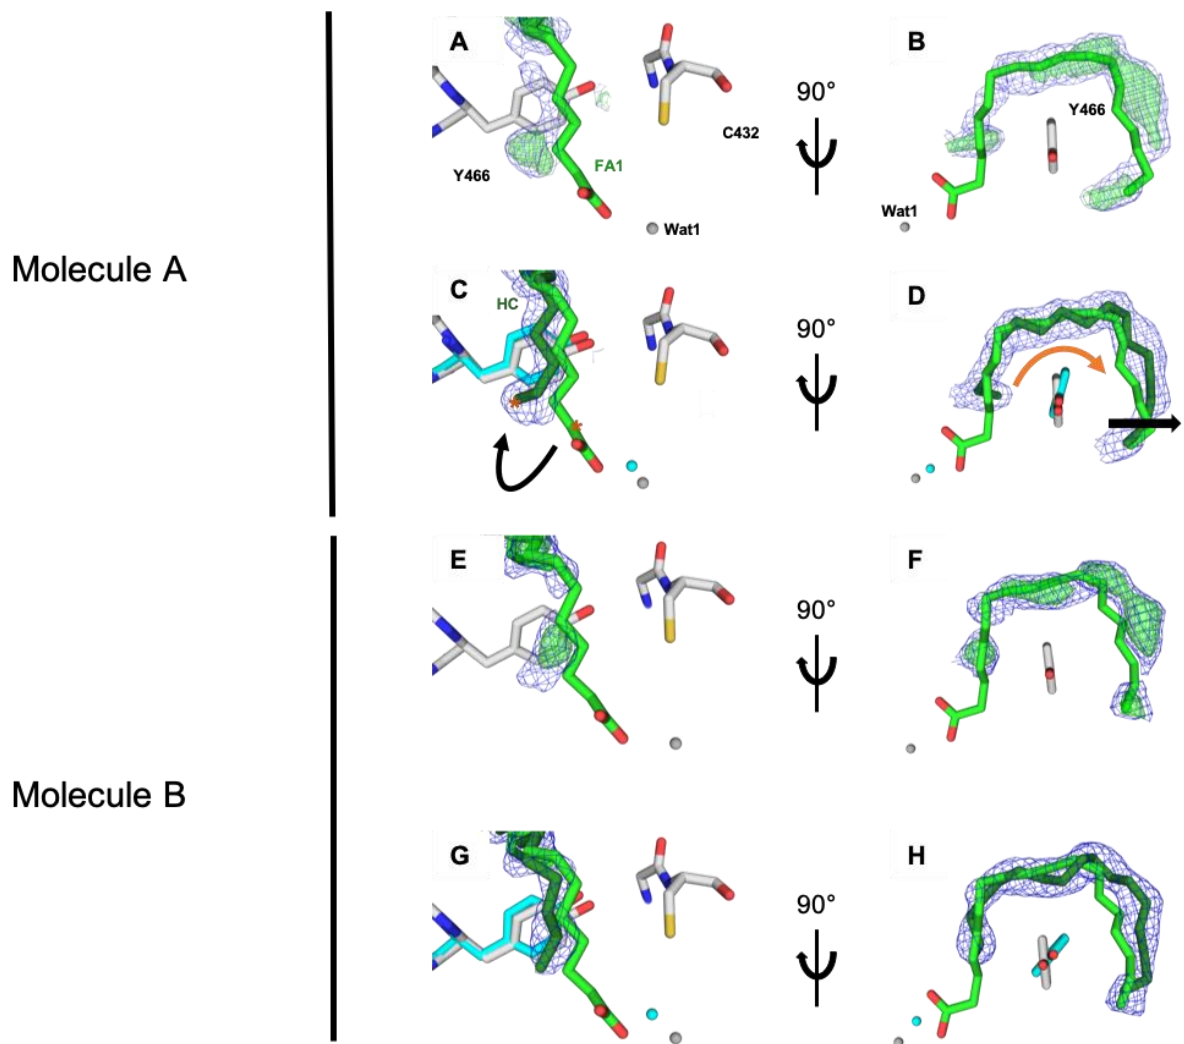 A
B
90°
Y466
C432
Y466
FA1
Wat1
Wat1
Molecule A
C
HC
D
90°
*
*
E
F
90°
Molecule B
G
H
90°